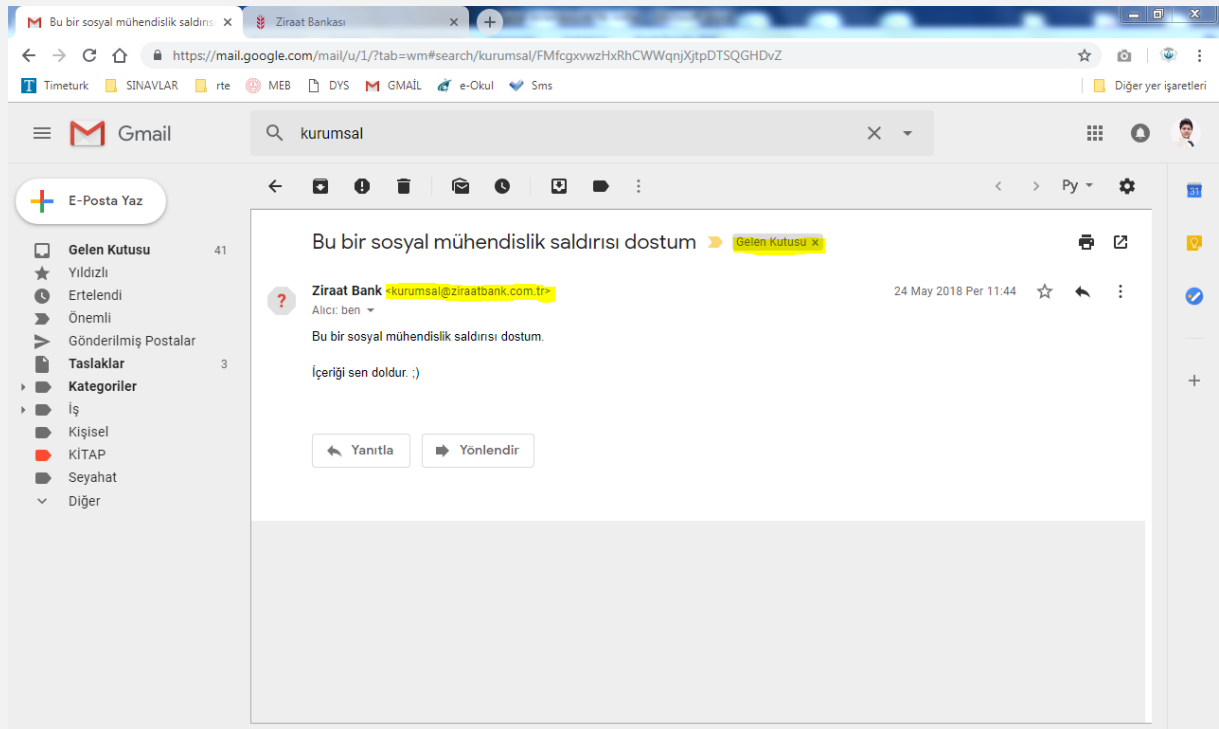 Bu bir sosyal mühendislik saldırıs
Ziraat Bankası
https://mail.google.com/mail/u/1/?tab=wm#search/kurumsal/FMfcgxvwzHxRhCWWqnjXjtpDTSQGHDvZ
Timeturk SINAVLAR rte MEB DYS GMAİL e-Okul Sms Diğer yer işaretleri
Gmail
kurumsal
E-Posta Yaz
Py
31
Gelen Kutusu 41
Yıldızlı
Ertelendi
Önemli
Gönderilmiş Postalar
Taslaklar 3
Kategoriler
İş
Kişisel
KİTAP
Seyahat
Diğer
Bu bir sosyal mühendislik saldırısı dostum Gelen Kutusu x
Ziraat Bank <kurumsal@ziraatbank.com.tr> 24 May 2018 Per 11:44
?
Alıcı: ben
Bu bir sosyal mühendislik saldırısı dostum.
İçeriği sen doldur. ;)
Yanıtla Yönlendir